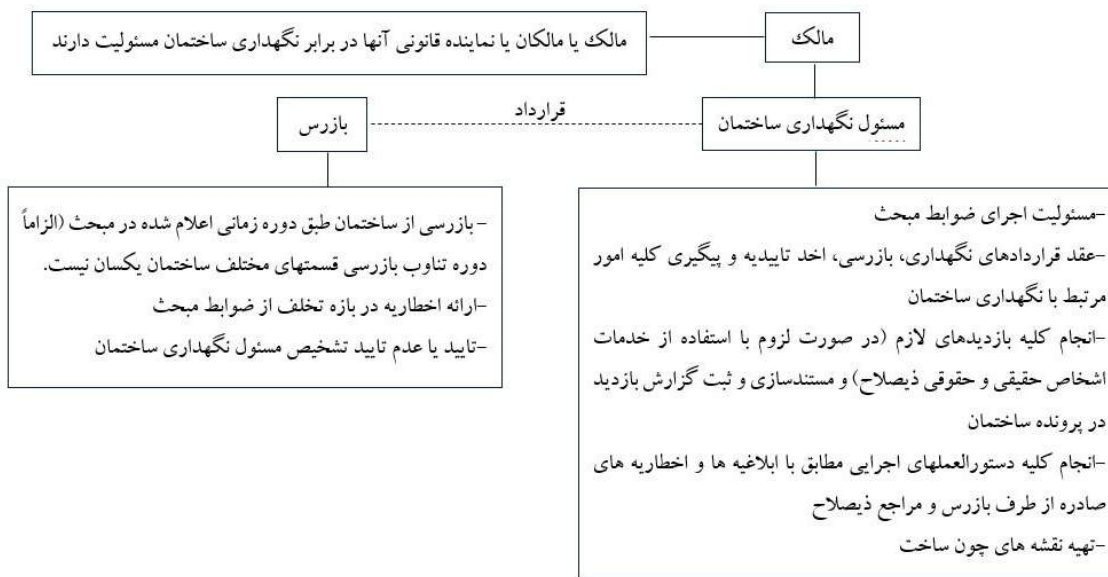 مالک
مالک یا مالکان یا نماینده قانونی آنها در برابر نگهداری ساختمان مسئولیت دارند
مسئول نگهداری ساختمان
قرارداد
بازرس
-مسئولیت اجرای ضوابط مبحث
-عقد قراردادهای نگهداری، بازرسی، اخد تاییدیه و پیگیری کلیه امور
مرتبط با نگهداری ساختمان
-انجام کلیه بازدیدهای لازم (در صورت لزوم با استفاده از خدمات
اشخاص حقیقی و حقوقی ذیصلاح) و مستندسازی و ثبت گزارش بازدید
در پرونده ساختمان
-انجام کلیه دستورالعملهای اجرایی مطابق با ابلاغیه ها و اخطاریه های
صادره از طرف بازرس و مراجع ذیصلاح
-تهیه نقشه های چون ساخت
- بازرسی از ساختمان طبق دوره زمانی اعلام شده در مبحث (الزاماً
دوره تناوب بازرسی قسمتهای مختلف ساختمان یکسان نیست.
-ارائه اخطاریه در بازه تخلف از ضوابط مبحث
-تایید یا عدم تایید تشخیص مسئول نگهداری ساختمان